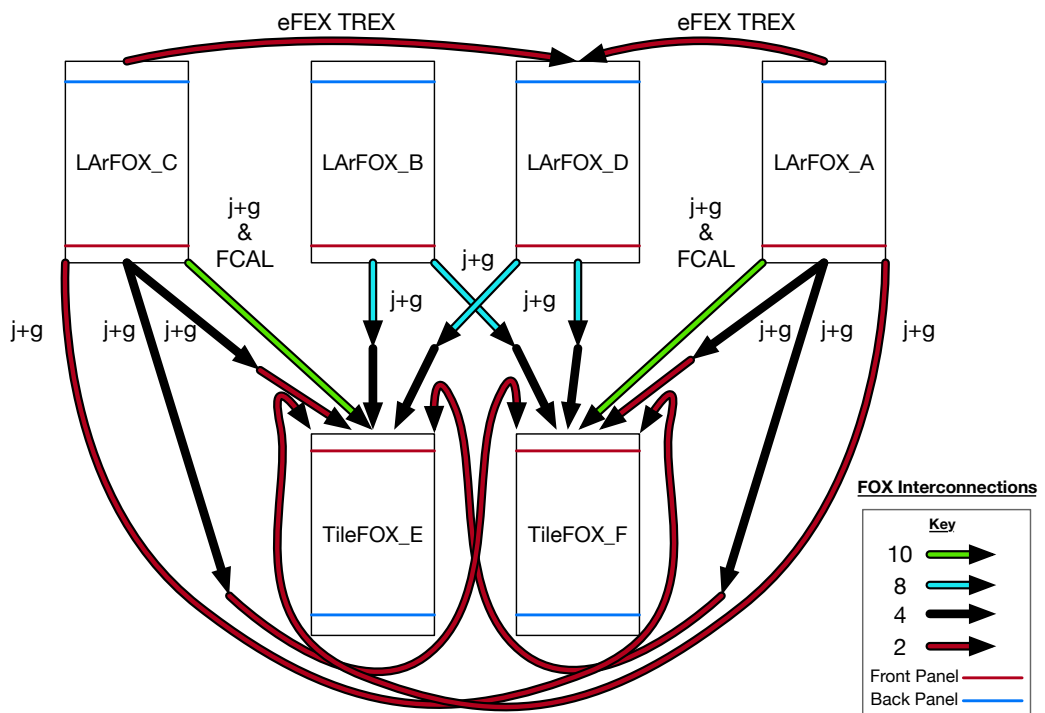 eFEX TREX
eFEX TREX
LArFOX_C
LArFOX_B
LArFOX_D
LArFOX_A
j+g
&
FCAL
j+g
j+g
&
FCAL
j+g
j+g
j+g
j+g
j+g
j+g
j+g
j+g
TileFOX_E
TileFOX_F
FOX Interconnections
Key
10
8
4
2
Front Panel
Back Panel